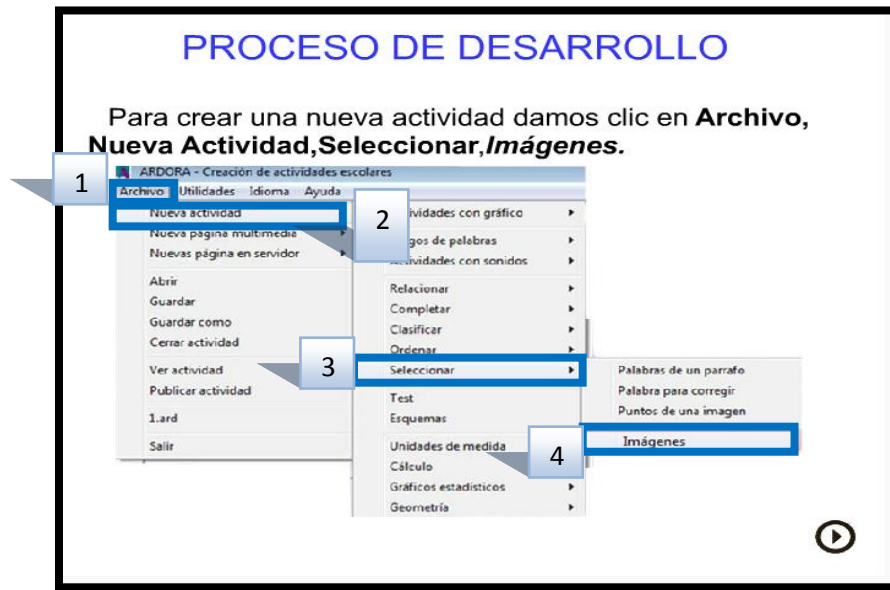 PROCESO DE DESARROLLO
Para crear una nueva actividad damos clic en Archivo,
Nueva Actividad,Seleccionar,Imágenes.
ARDORA - Creación de actividades escolares
Archivo Utilidades Idioma Ayuda
1
Nueva actividad
Nueva página multimedia
Nuevas página en servidor
Abrir
Guardar
Guardar como
Cerrar actividad
Ver actividad
Publicar actividad
1.ard
Salir
2
con gráfico
de palabras
con sonidos
Relacionar
Completar
Clasificar
Ordenar
3
Seleccionar
Test
Esquemas
Unidades de medida
Cálculo
Gráficos estadísticos
Geometría
4
Palabras de un parrafo
Palabra para corregir
Puntos de una imagen
Imágenes